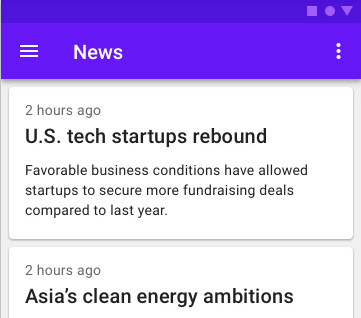 News
2 hours ago
U.S. tech startups rebound
Favorable business conditions have allowed
startups to secure more fundraising deals
compared to last year.
2 hours ago
Asia’s clean energy ambitions